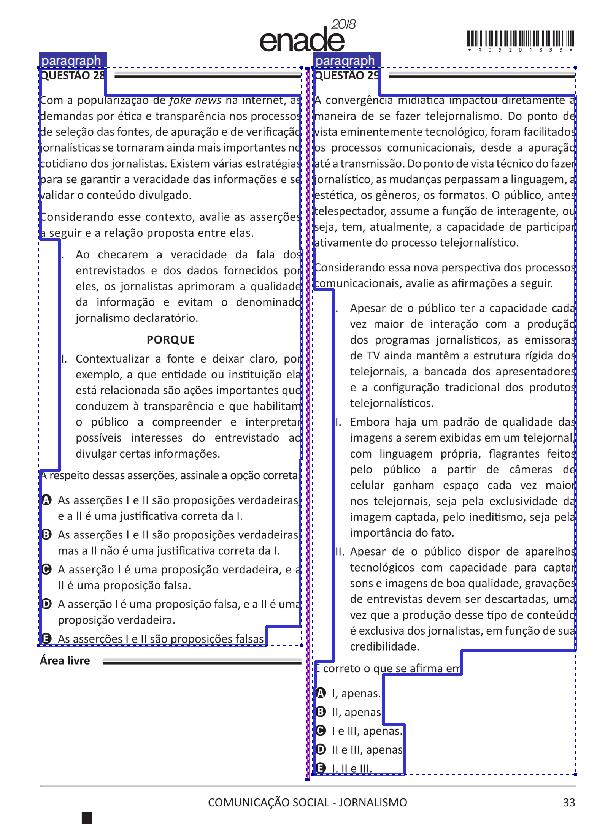 enade
2018
paragraph
QUESTÃO 28
Com a popularização de fake news na internet, as
demandas por ética e transparência nos processos
de seleção das fontes, de apuração e de verificação
jornalísticas se tornaram ainda mais importantes no
cotidiano dos jornalistas. Existem várias estratégias
para se garantir a veracidade das informações e se
validar o conteúdo divulgado.
Considerando esse contexto, avalie as asserções
a seguir e a relação proposta entre elas.
I. Ao checarem a veracidade da fala dos
entrevistados e dos dados fornecidos por
eles, os jornalistas aprimoram a qualidade
da informação e evitam o denominado
jornalismo declaratório.
PORQUE
II. Contextualizar a fonte e deixar claro, por
exemplo, a que entidade ou instituição ela
está relacionada são ações importantes que
conduzem à transparência e que habilitam
o público a compreender e interpretar
possíveis interesses do entrevistado ao
divulgar certas informações.
A respeito dessas asserções, assinale a opção correta.
A As asserções I e II são proposições verdadeiras,
e a II é uma justificativa correta da I.
B As asserções I e II são proposições verdadeiras,
mas a II não é uma justificativa correta da I.
C A asserção I é uma proposição verdadeira, e a
II é uma proposição falsa.
D A asserção I é uma proposição falsa, e a II é uma
proposição verdadeira.
E As asserções I e II são proposições falsas.
Área livre
paragraph
QUESTÃO 29
A convergência midiática impactou diretamente a
maneira de se fazer telejornalismo. Do ponto de
vista eminentemente tecnológico, foram facilitados
os processos comunicacionais, desde a apuração
até a transmissão. Do ponto de vista técnico do fazer
jornalístico, as mudanças perpassam a linguagem, a
estética, os gêneros, os formatos. O público, antes
telespectador, assume a função de interagente, ou
seja, tem, atualmente, a capacidade de participar
ativamente do processo telejornalístico.
Considerando essa nova perspectiva dos processos
comunicacionais, avalie as afirmações a seguir.
I. Apesar de o público ter a capacidade cada
vez maior de interação com a produção
dos programas jornalísticos, as emissoras
de TV ainda mantêm a estrutura rígida dos
telejornais, a bancada dos apresentadores
e a configuração tradicional dos produtos
telejornalísticos.
II. Embora haja um padrão de qualidade das
imagens a serem exibidas em um telejornal,
com linguagem própria, flagrantes feitos
pelo público a partir de câmeras de
celular ganham espaço cada vez maior
nos telejornais, seja pela exclusividade da
imagem captada, pelo ineditismo, seja pela
importância do fato.
III. Apesar de o público dispor de aparelhos
tecnológicos com capacidade para captar
sons e imagens de boa qualidade, gravações
de entrevistas devem ser descartadas, uma
vez que a produção desse tipo de conteúdo
é exclusiva dos jornalistas, em função de sua
credibilidade.
É correto o que se afirma em
A I, apenas.
B II, apenas.
C I e III, apenas.
D II e III, apenas.
E I, II e III.
COMUNICAÇÃO SOCIAL - JORNALISMO
33